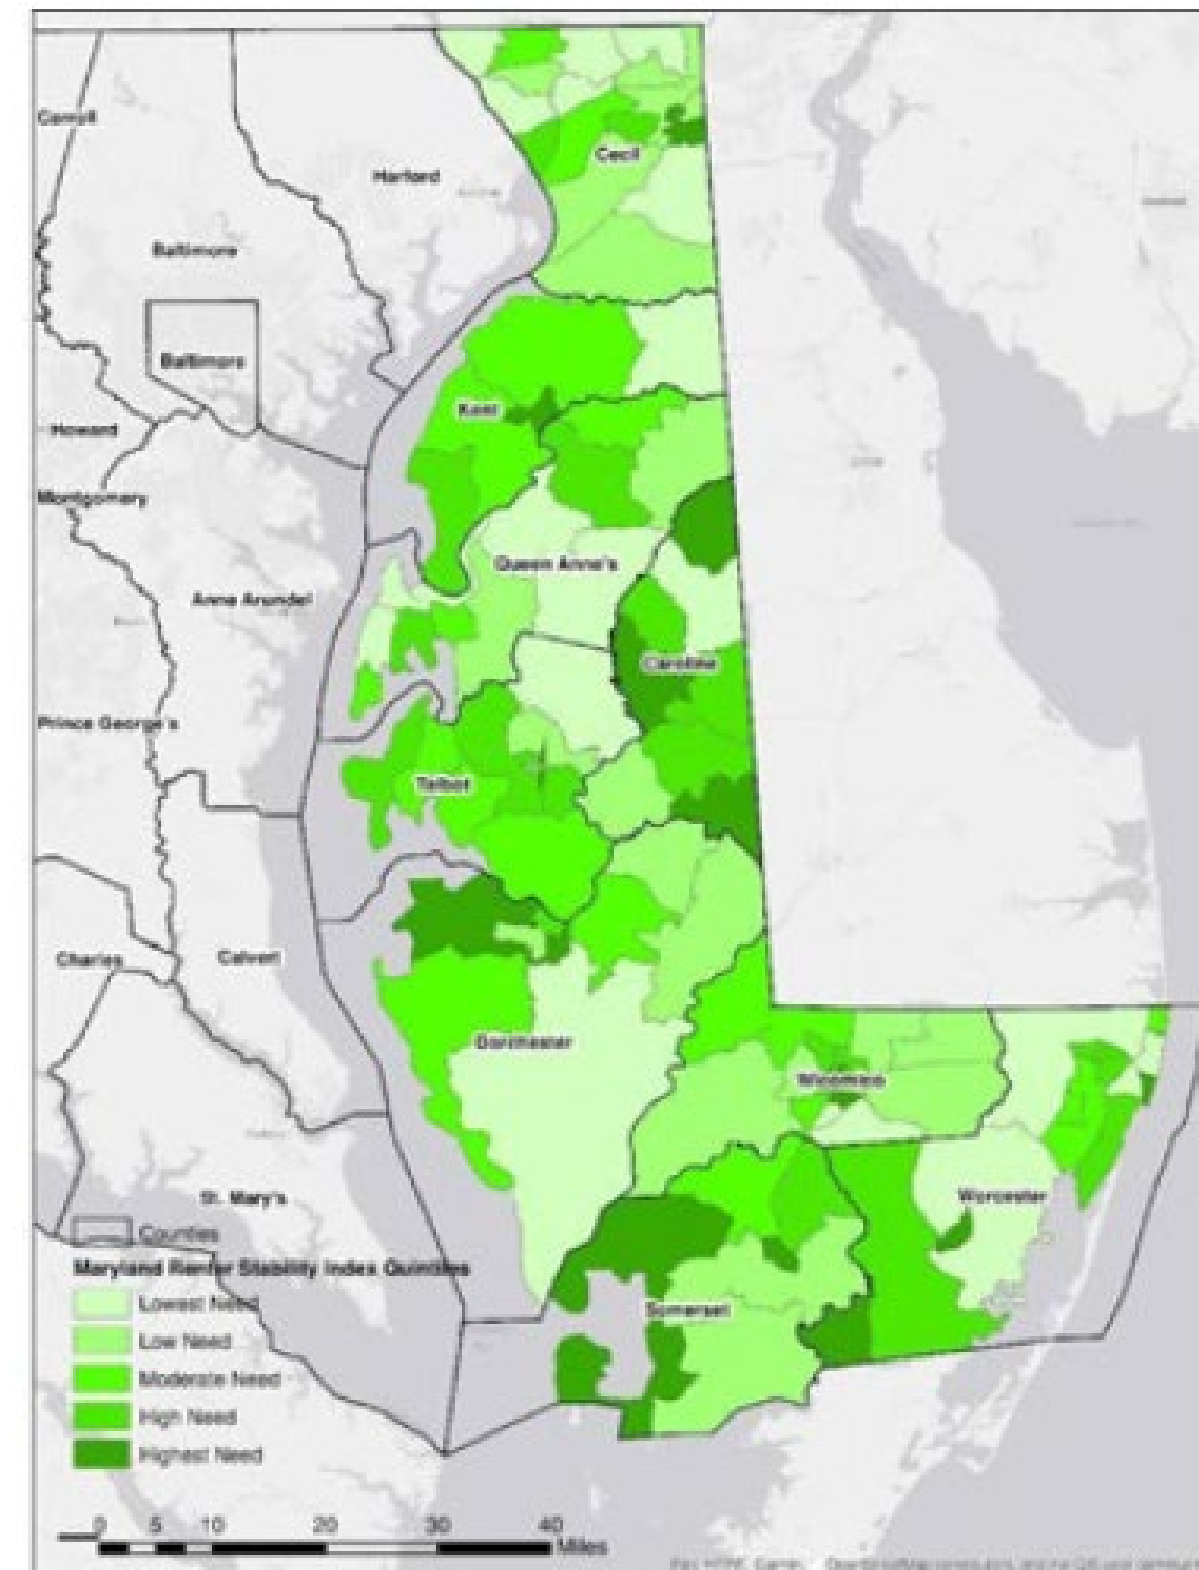 Carroll
Harford
Cecil
Baltimore
Baltimore
Kent
Howard
Montgomery
Queen Anne's
Anne Arundel
Caroline
Prince George's
Talbot
Charles
Calvert
Dorchester
Wicomico
St. Mary's
Worcester
Counties
Maryland Renter Stability Index Quintiles
Lowest Need
Low Need
Somerset
Moderate Need
High Need
Highest Need
0 5 10 20 30 40
Miles